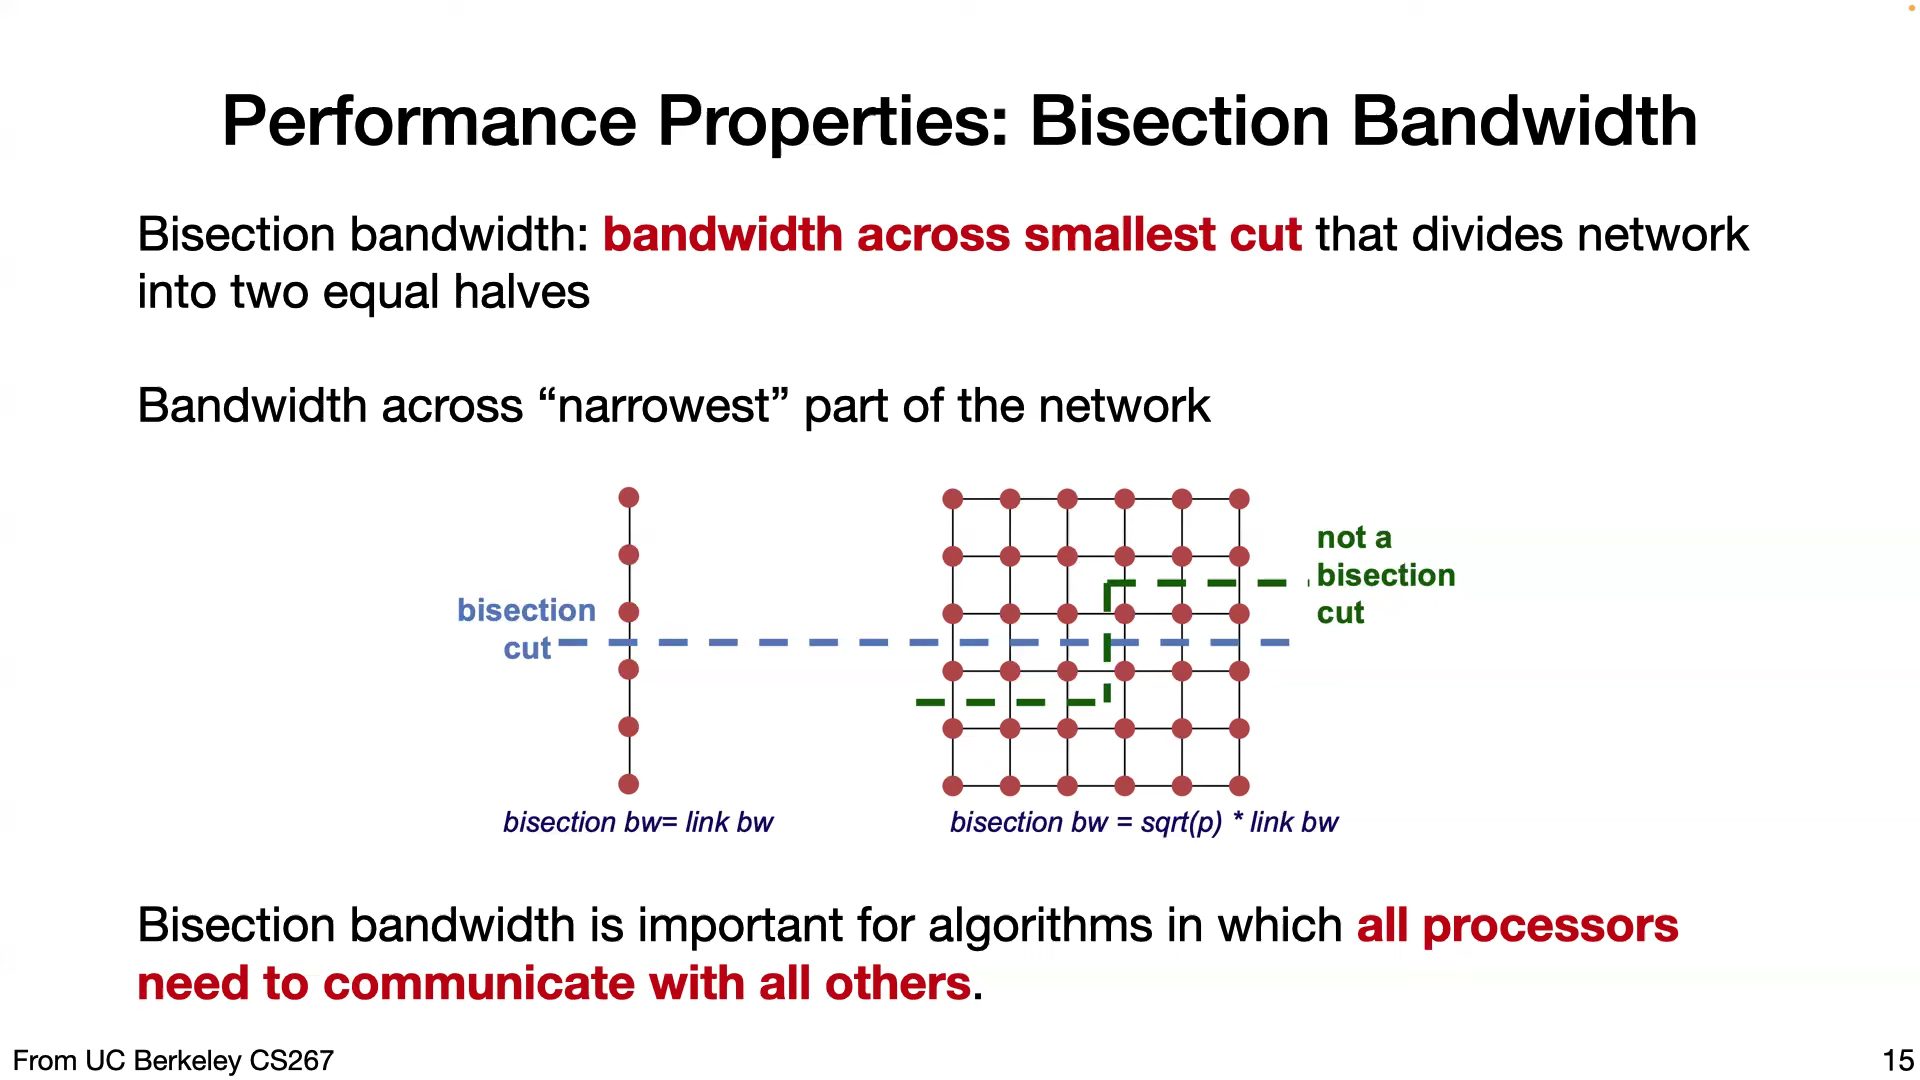 Performance Properties: Bisection Bandwidth
Bisection bandwidth: bandwidth across smallest cut that divides network
into two equal halves
Bandwidth across “narrowest” part of the network
bisection
cut
not a
bisection
cut
bisection bw= link bw
bisection bw = sqrt(p) * link bw
Bisection bandwidth is important for algorithms in which all processors
need to communicate with all others.
From UC Berkeley CS267
15